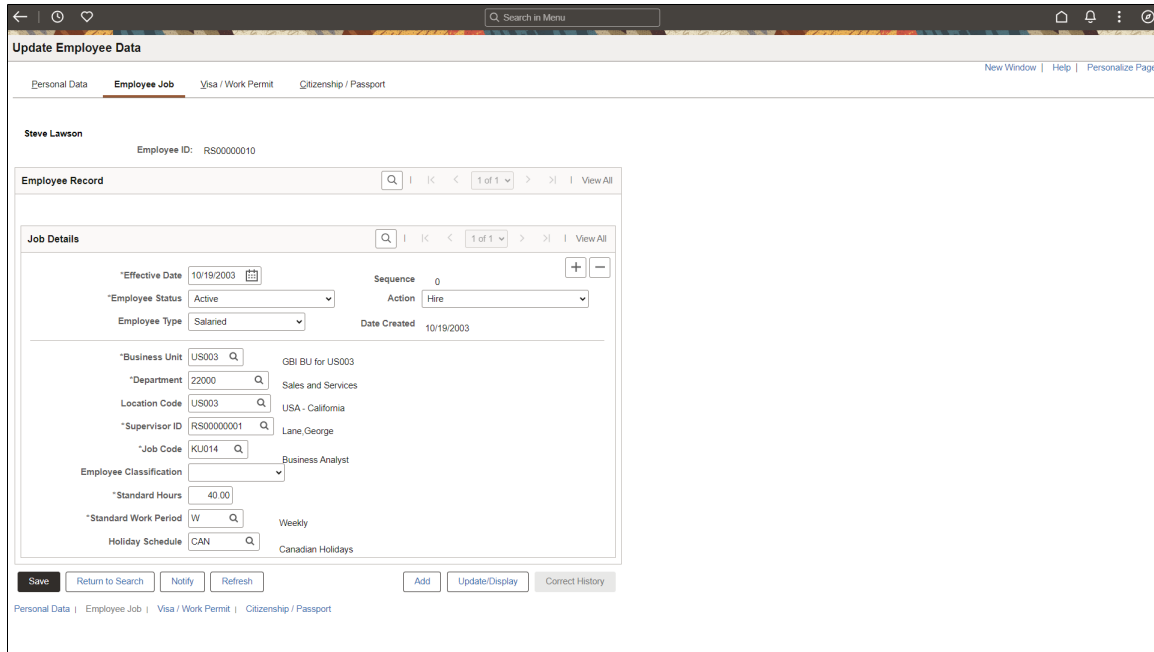 Search in Menu
Update Employee Data
New Window | Help | Personalize Page
Personal Data Employee Job Visa / Work Permit Citizenship / Passport
Steve Lawson
Employee ID: RS00000010
Employee Record 1 of 1 View All
Job Details 1 of 1 View All
*Effective Date 10/19/2003 Sequence 0
*Employee Status Active Action Hire
Employee Type Salaried Date Created 10/19/2003
*Business Unit US003 GBI BU for US003
*Department 22000 Sales and Services
Location Code US003 USA - California
*Supervisor ID RS00000001 Lane,George
*Job Code KU014 Business Analyst
Employee Classification
*Standard Hours 40.00
*Standard Work Period W Weekly
Holiday Schedule CAN Canadian Holidays
Save Return to Search Notify Refresh Add Update/Display Correct History
Personal Data | Employee Job | Visa / Work Permit | Citizenship / Passport